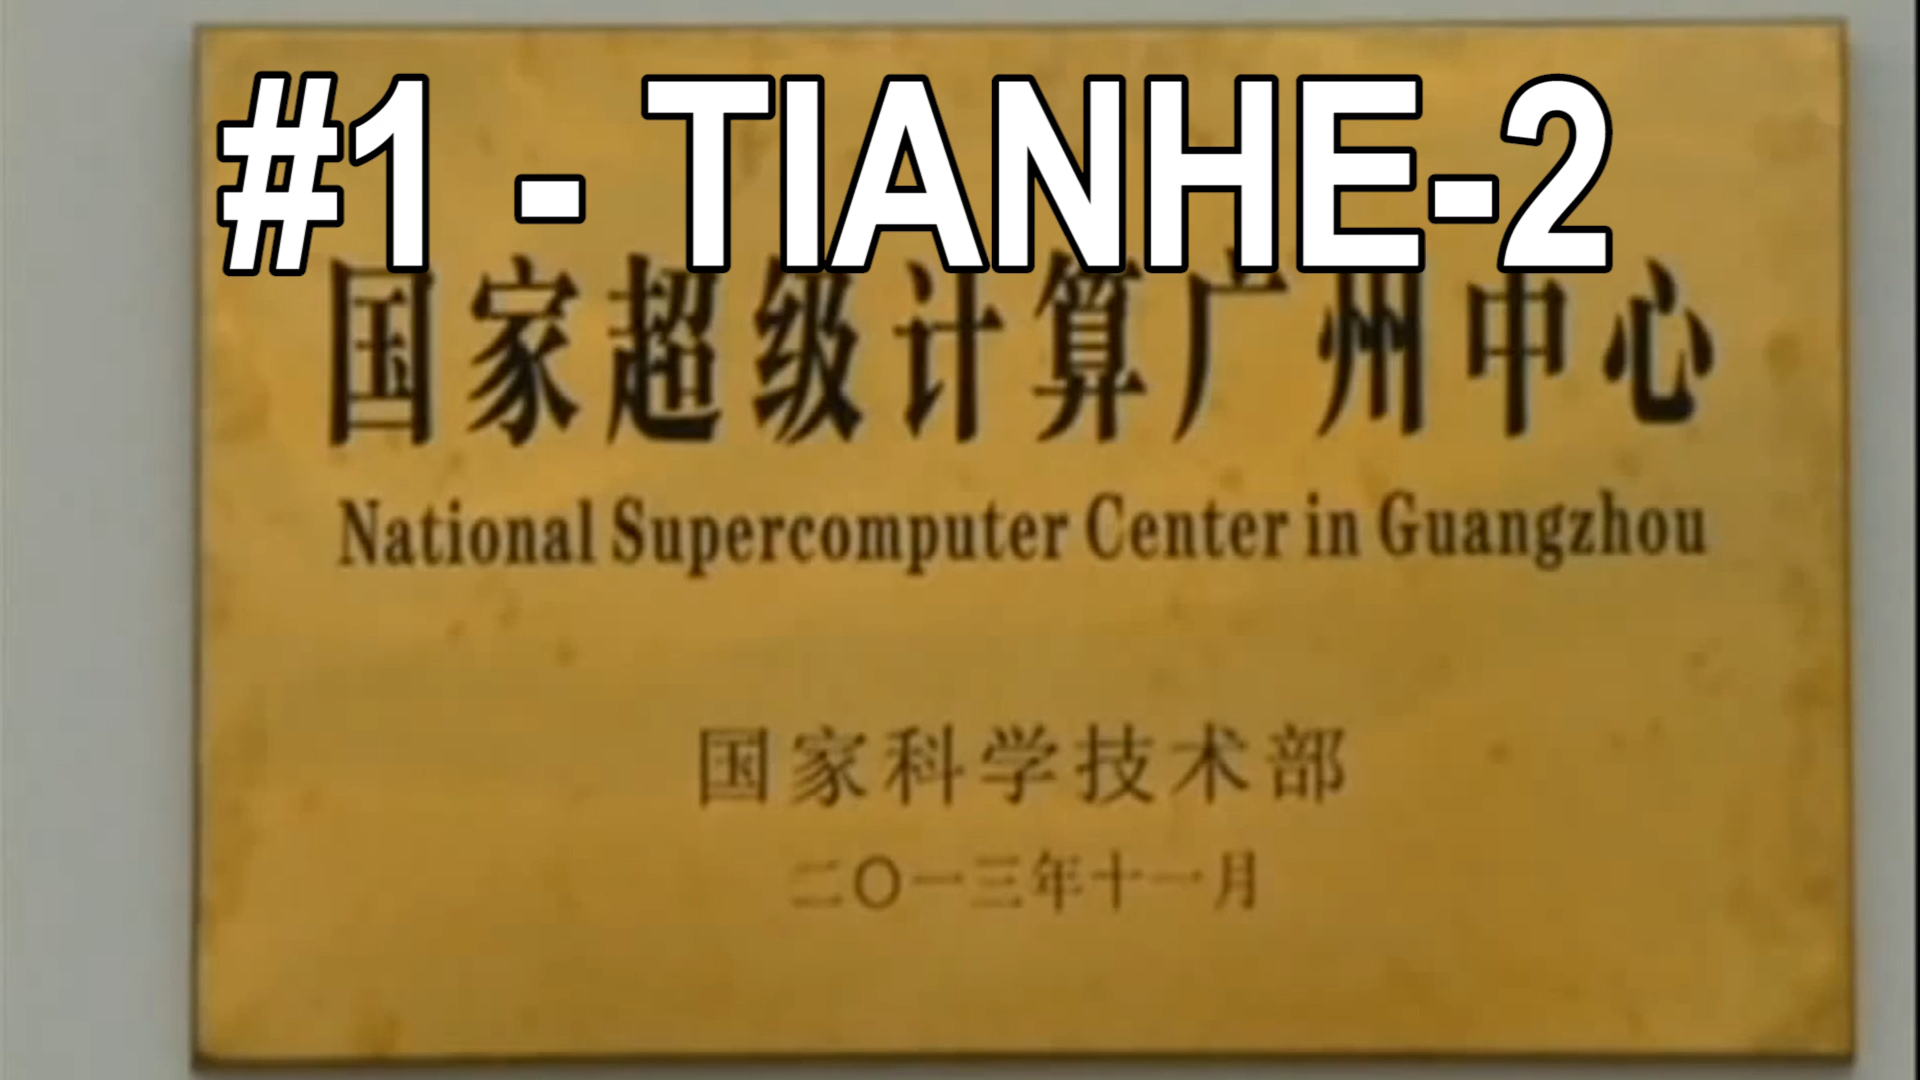 #1 - TIANHE-2
国家超级计算广州中心
National Supercomputer Center in Guangzhou
国家科学技术部
二〇一三年十一月